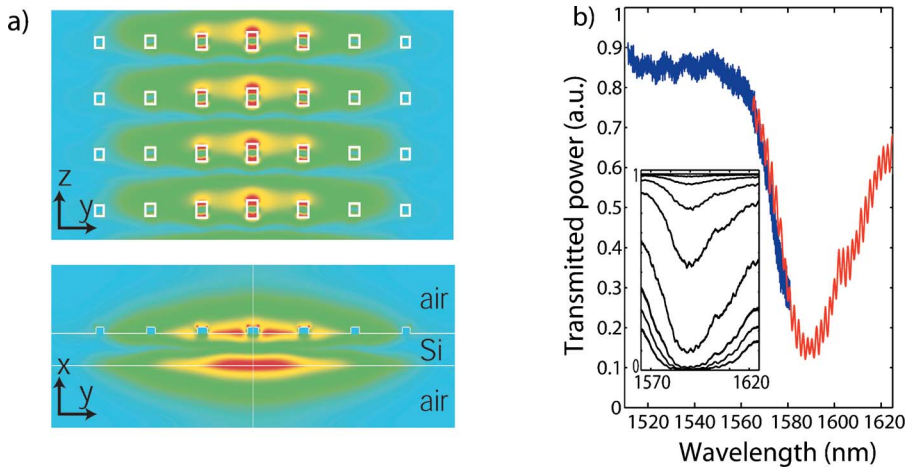 a)
z
y
air
Si
air
x
y
b)
Transmitted power (a.u.)
1
0.9
0.8
0.7
0.6
0.5
0.4
0.3
0.2
0.1
0
1
0
1570
1620
1520
1540
1560
1580
1600
1620
Wavelength (nm)